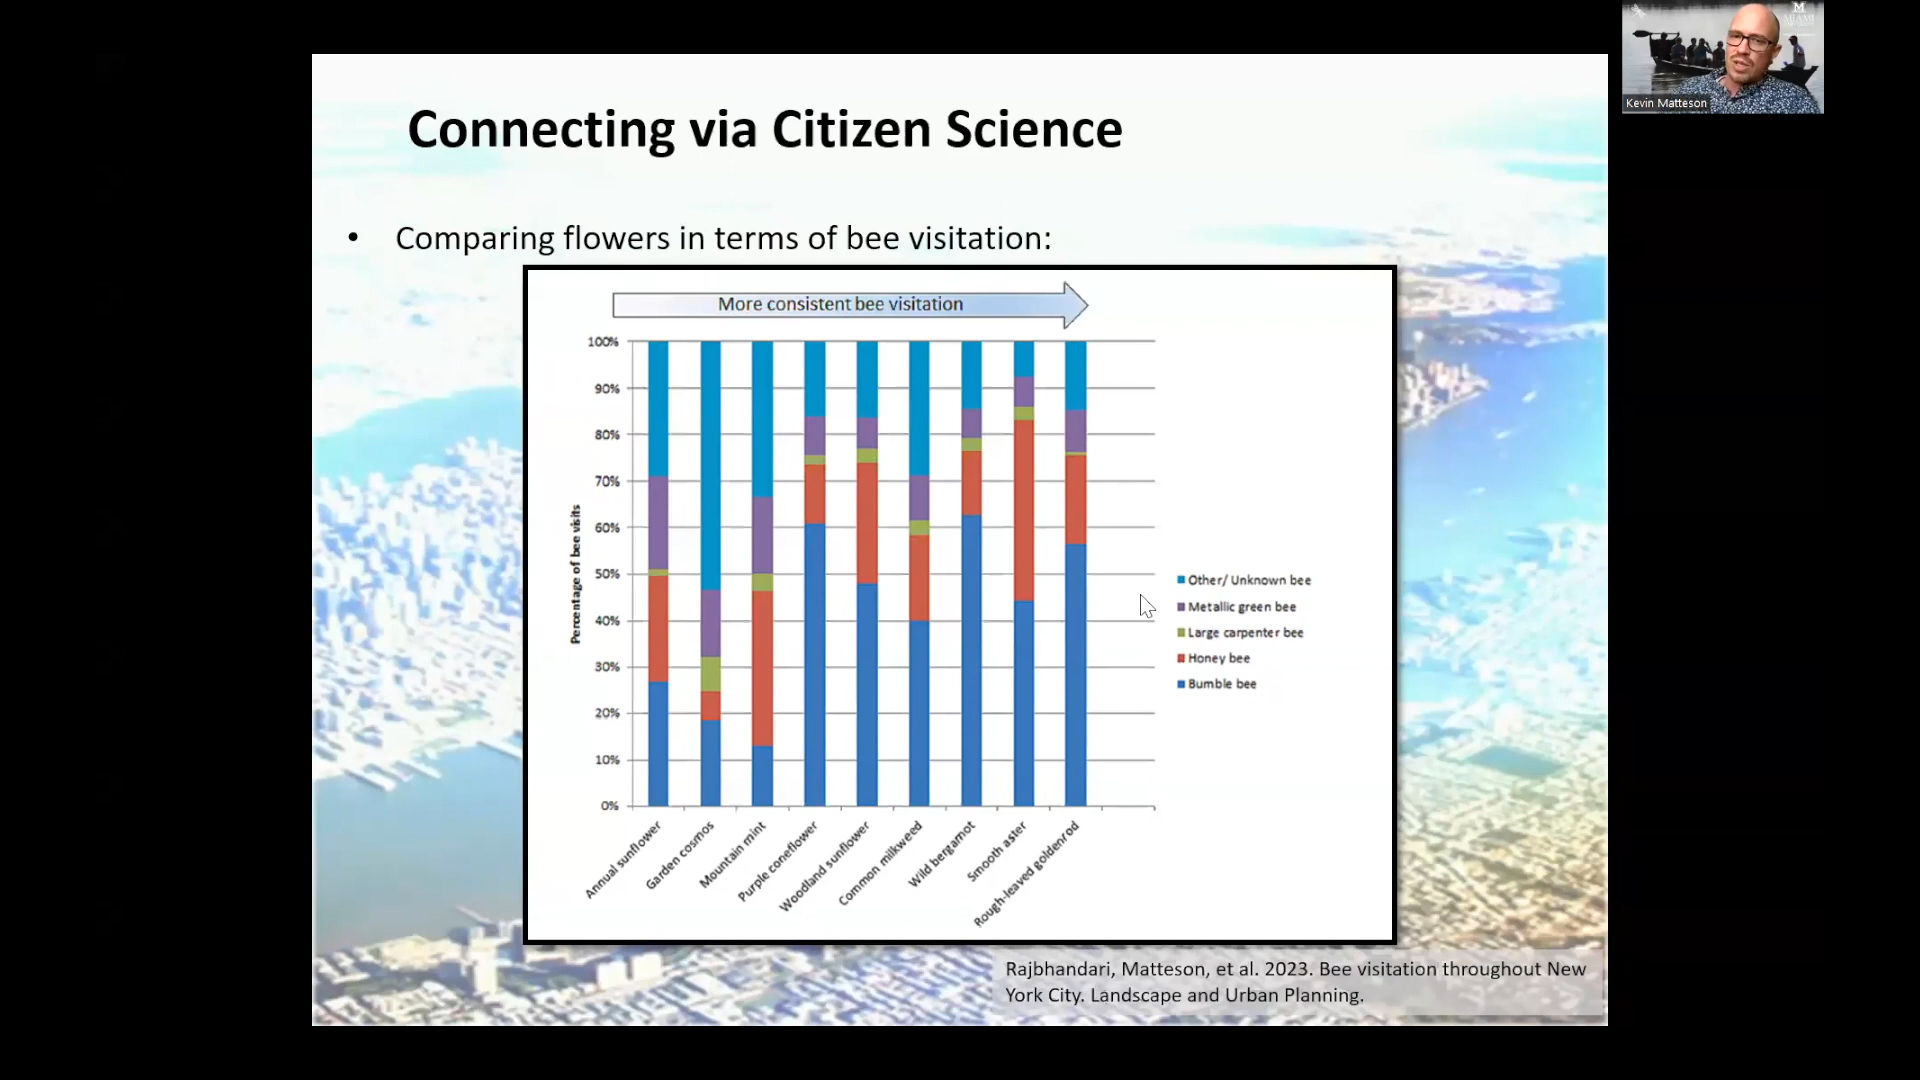 MIAMI
Kevin Matteson
Connecting via Citizen Science
• Comparing flowers in terms of bee visitation:
More consistent bee visitation
100%
90%
80%
70%
60%
50%
40%
30%
20%
10%
0%
Percentage of bee visits
Annual sunflower
Garden cosmos
Mountain mint
Purple coneflower
Woodland sunflower
Common milkweed
Wild bergamot
Smooth aster
Rough-leaved goldenrod
Other/ Unknown bee
Metallic green bee
Large carpenter bee
Honey bee
Bumble bee
Rajbhandari, Matteson, et al. 2023. Bee visitation throughout New
York City. Landscape and Urban Planning.